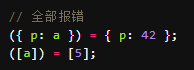 // 全部报错
({ p: a }) = { p: 42 };
([a]) = [5];